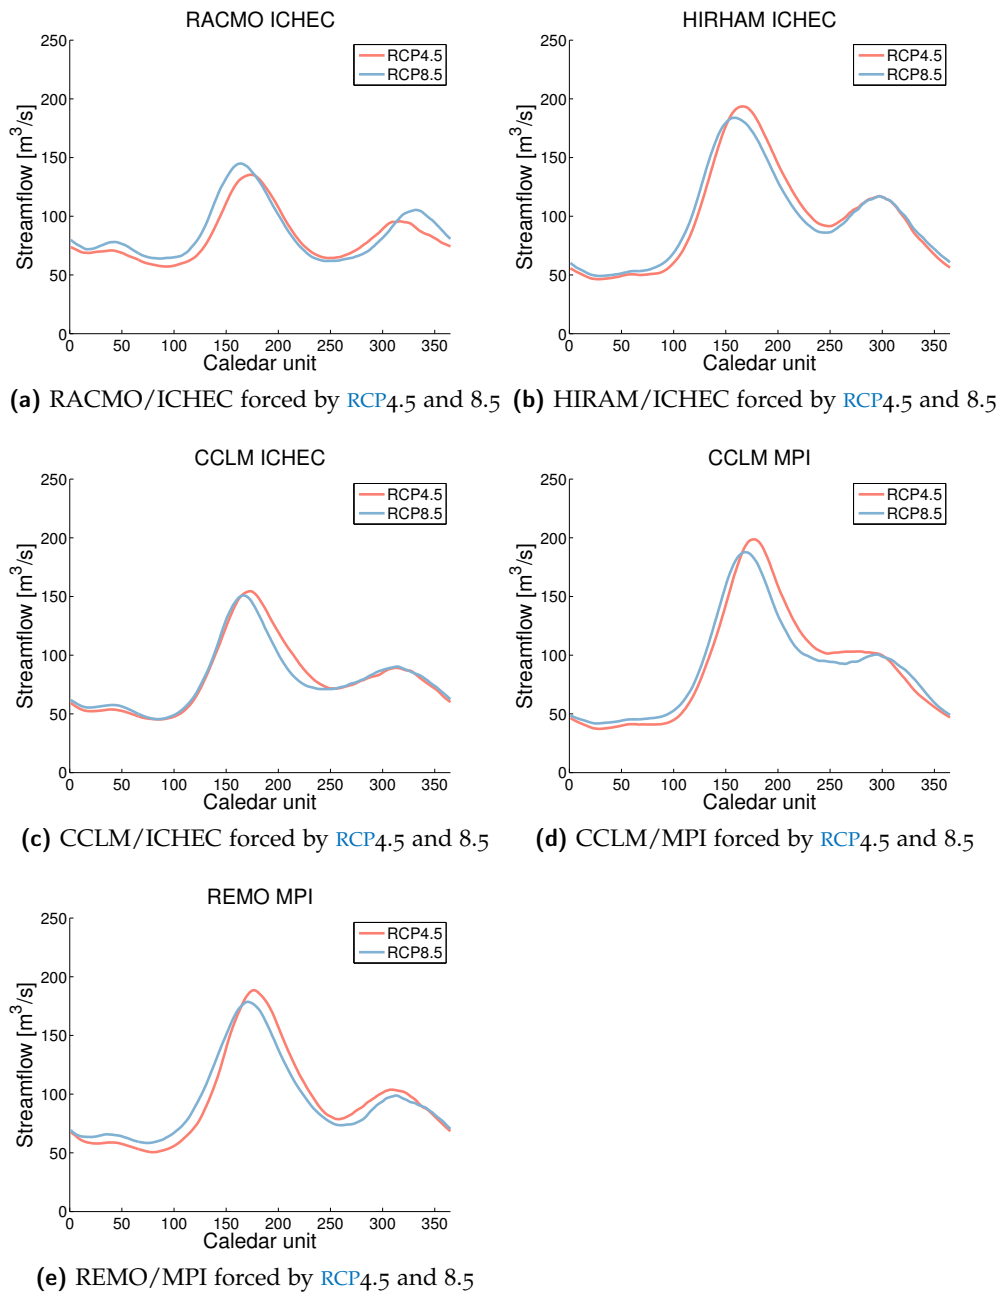 RACMO ICHEC
250
200
150
100
50
0
Streamflow [m³/s]
RCP4.5
RCP8.5
0 50 100 150 200 250 300 350
Caledar unit
(a) RACMO/ICHEC forced by RCP4.5 and 8.5
HIRHAM ICHEC
250
200
150
100
50
0
Streamflow [m³/s]
RCP4.5
RCP8.5
0 50 100 150 200 250 300 350
Caledar unit
(b) HIRAM/ICHEC forced by RCP4.5 and 8.5
CCLM ICHEC
250
200
150
100
50
0
Streamflow [m³/s]
RCP4.5
RCP8.5
0 50 100 150 200 250 300 350
Caledar unit
(c) CCLM/ICHEC forced by RCP4.5 and 8.5
CCLM MPI
250
200
150
100
50
0
Streamflow [m³/s]
RCP4.5
RCP8.5
0 50 100 150 200 250 300 350
Caledar unit
(d) CCLM/MPI forced by RCP4.5 and 8.5
REMO MPI
250
200
150
100
50
0
Streamflow [m³/s]
RCP4.5
RCP8.5
0 50 100 150 200 250 300 350
Caledar unit
(e) REMO/MPI forced by RCP4.5 and 8.5